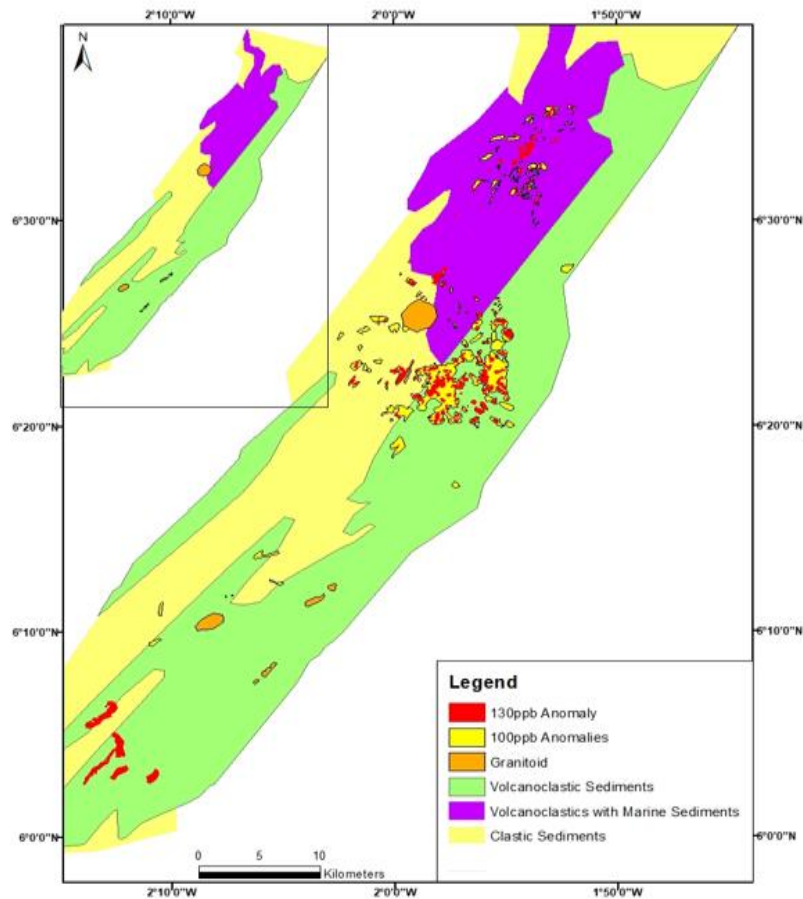 2°10'0"W 2°0'0"W 1°50'0"W
N
6°30'0"N 6°30'0"N
6°20'0"N 6°20'0"N
6°10'0"N 6°10'0"N
Legend
130ppb Anomaly
100ppb Anomalies
Granitoid
Volcanoclastic Sediments
Volcanoclastics with Marine Sediments
Clastic Sediments
6°0'0"N 6°0'0"N
0 5 10
Kilometers
2°10'0"W 2°0'0"W 1°50'0"W